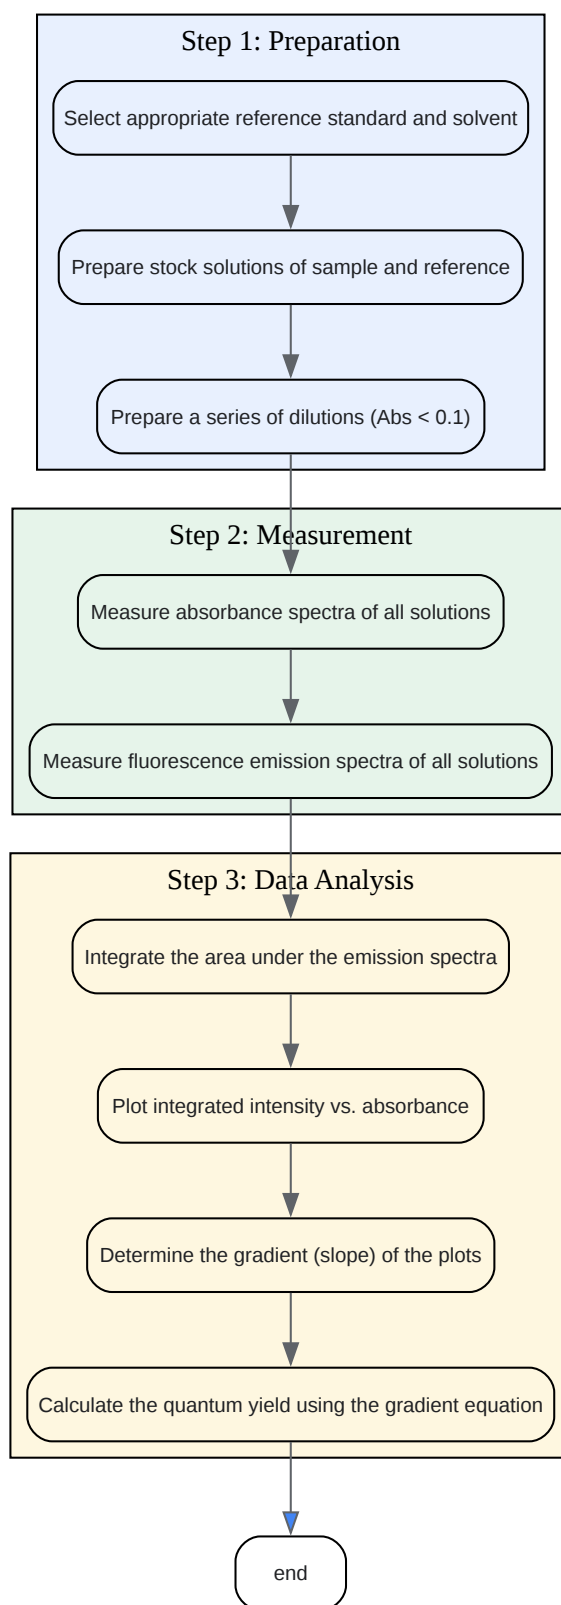 Step 1: Preparation
Select appropriate reference standard and solvent
Prepare stock solutions of sample and reference
Prepare a series of dilutions (Abs < 0.1)
Step 2: Measurement
Measure absorbance spectra of all solutions
Measure fluorescence emission spectra of all solutions
Step 3: Data Analysis
Integrate the area under the emission spectra
Plot integrated intensity vs. absorbance
Determine the gradient (slope) of the plots
Calculate the quantum yield using the gradient equation
end